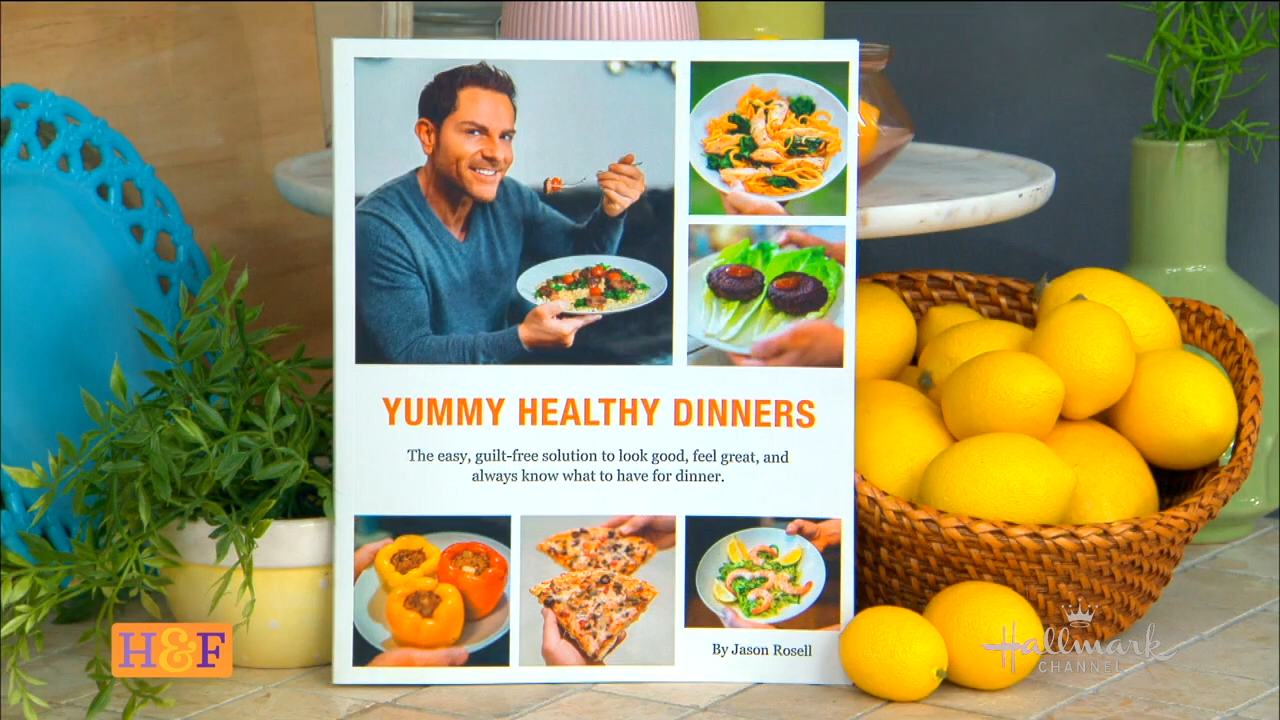 YUMMY HEALTHY DINNERS
The easy, guilt-free solution to look good, feel great, and
always know what to have for dinner.
By Jason Rosell
H&F
Hallmark
CHANNEL